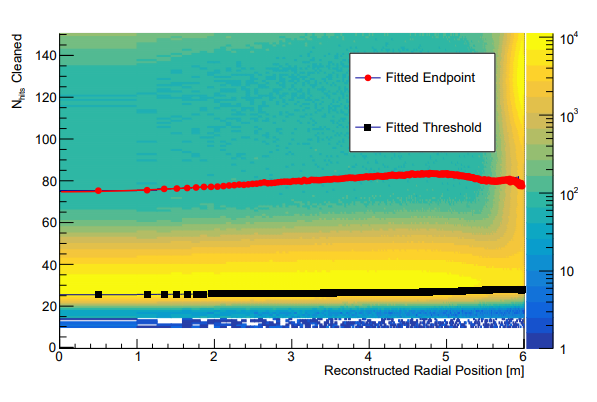 N_hits Cleaned
140
120
100
80
60
40
20
0
Fitted Endpoint
Fitted Threshold
10^4
10^3
10^2
10
1
0 1 2 3 4 5 6
Reconstructed Radial Position [m]